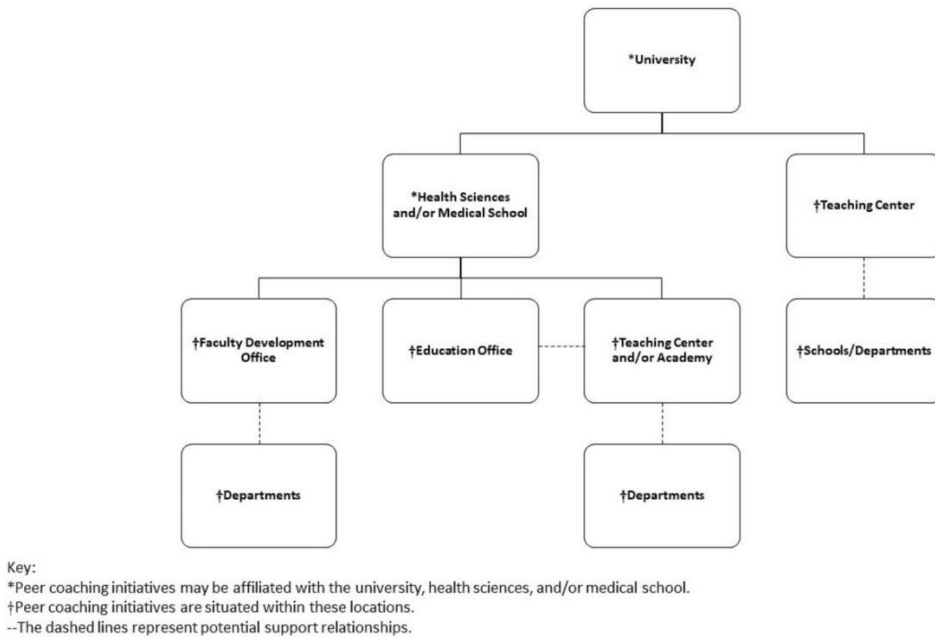 *University
*Health Sciences
and/or Medical School
†Teaching Center
†Faculty Development
Office
†Education Office
†Teaching Center
and/or Academy
†Schools/Departments
†Departments
†Departments
Key:
*Peer coaching initiatives may be affiliated with the university, health sciences, and/or medical school.
†Peer coaching initiatives are situated within these locations.
--The dashed lines represent potential support relationships.